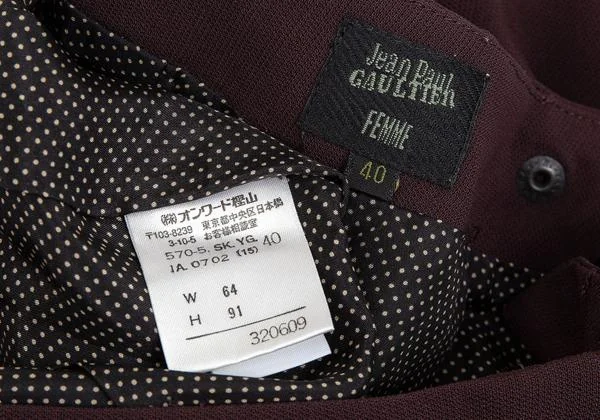 Jean Paul
GAULTIER
FEMME
40
(株)オンワード樫山
〒103-8239 東京都中央区日本橋
3-10-5 お客様相談室
570-5. SK. YG. 40
IA. 0702 (15)
W 64
H 91
320609